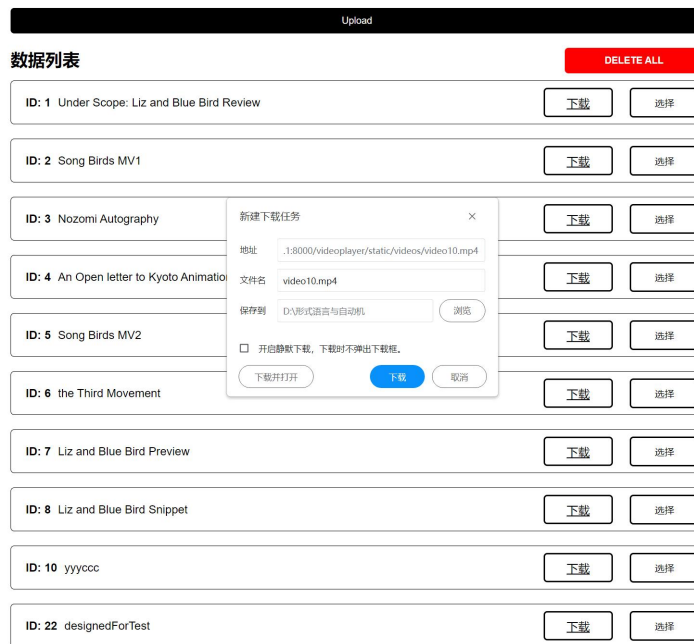 Upload
数据列表
DELETE ALL
ID: 1 Under Scope: Liz and Blue Bird Review
下载
选择
ID: 2 Song Birds MV1
下载
选择
ID: 3 Nozomi Autography
下载
选择
ID: 4 An Open letter to Kyoto Animatio
下载
选择
ID: 5 Song Birds MV2
下载
选择
ID: 6 the Third Movement
下载
选择
ID: 7 Liz and Blue Bird Preview
下载
选择
ID: 8 Liz and Blue Bird Snippet
下载
选择
ID: 10 yyyccc
下载
选择
ID: 22 designedForTest
下载
选择
新建下载任务
地址 .1:8000/videoplayer/static/videos/video10.mp4
文件名 video10.mp4
保存到 D:\形式语言与自动机 浏览
开启静默下载，下载时不弹出下载框。
下载并打开 下载 取消